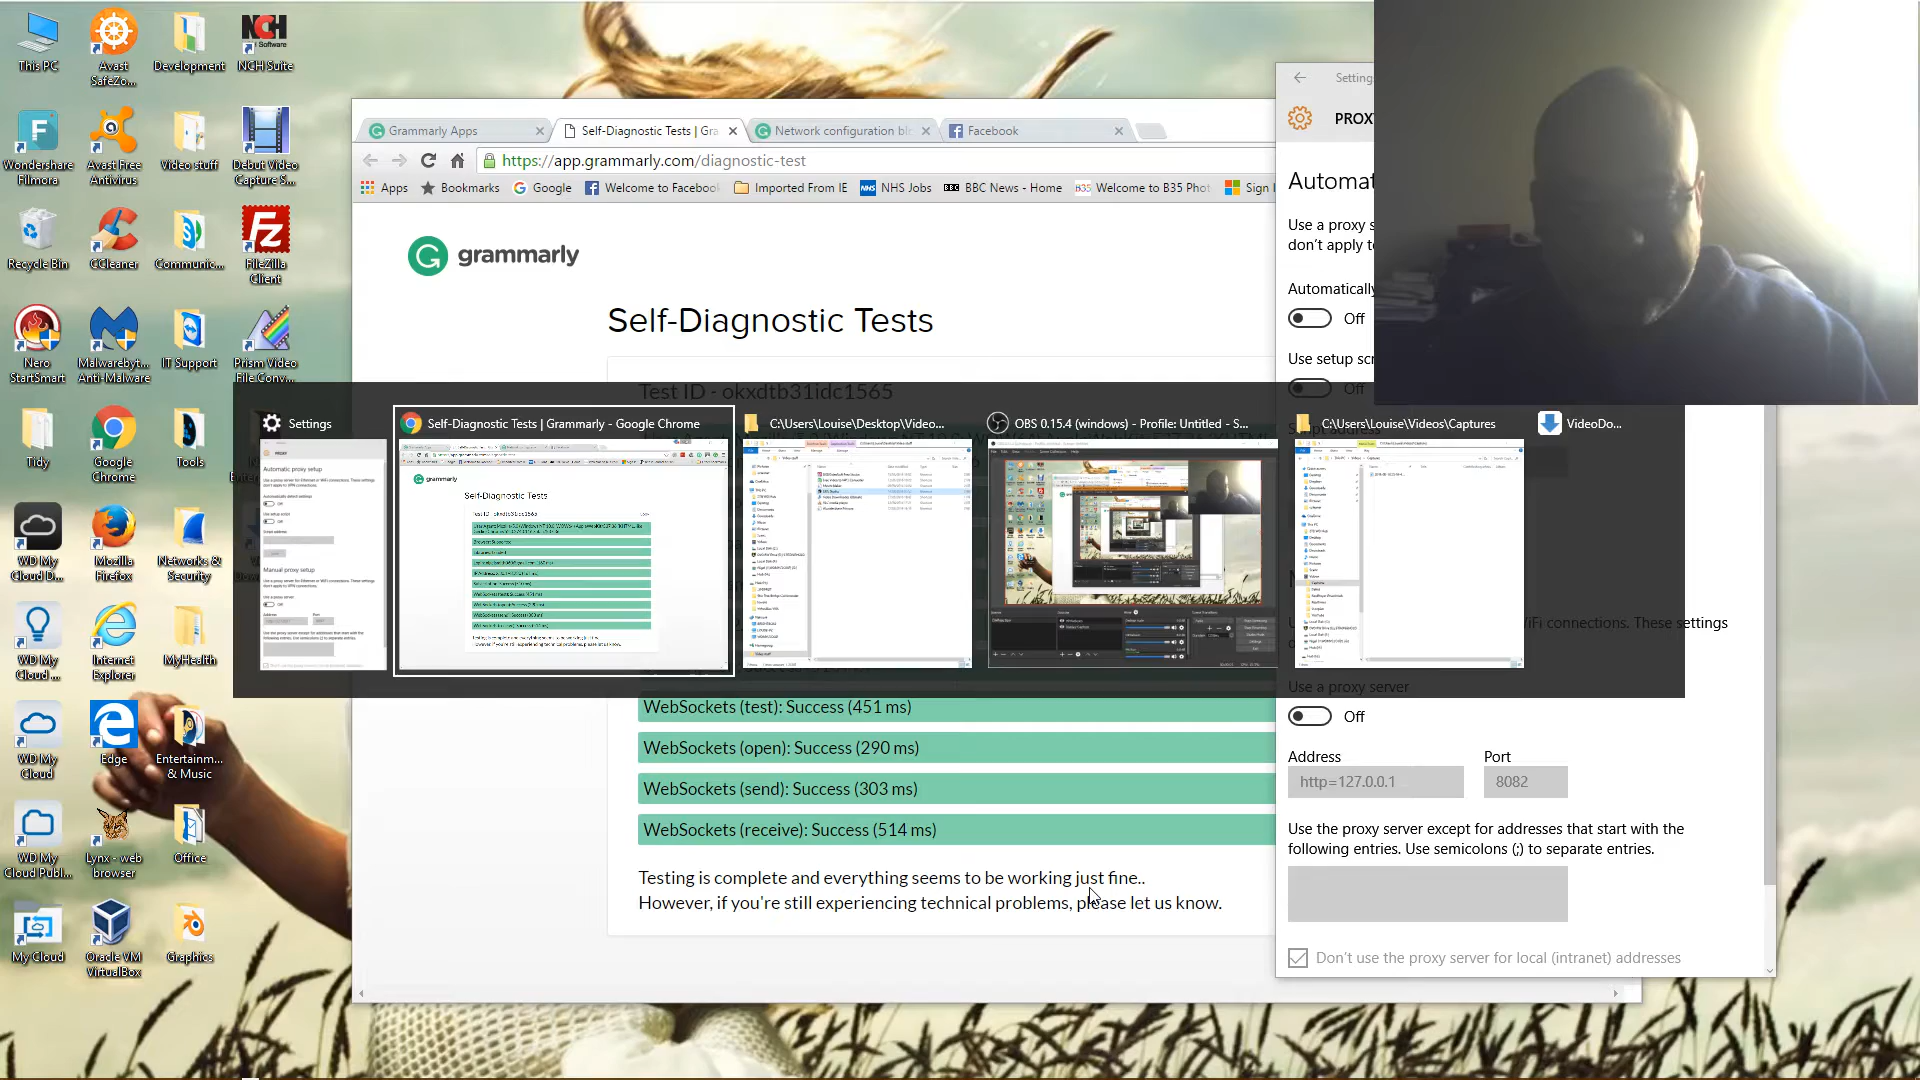 This PC
Avast SafeZo...
Development
NCH Suite
Wondershare Filmora
Avast Free Antivirus
Video stuff
Debut Video Capture S...
Recycle Bin
CCleaner
Communic...
FileZilla Client
Nero StartSmart
Malwarebyt... Anti-Malware
IT Support
Prism Video File Conv...
Tidy
Google Chrome
Tools
WD My Cloud D...
Mozilla Firefox
Networks & Security
WD My Cloud ...
Internet Explorer
MyHealth
WD My Cloud
Edge
Entertainm... & Music
WD My Cloud Publ...
Lynx - web browser
Office
My Cloud
Oracle VM VirtualBox
Graphics
Grammarly Apps
Self-Diagnostic Tests | Gra
Network configuration bl
Facebook
https://app.grammarly.com/diagnostic-test
Apps
Bookmarks
Google
Welcome to Facebook
Imported From IE
NHS Jobs
BBC News - Home
Welcome to B35 Phot
Sign I
grammarly
Self-Diagnostic Tests
Test ID - okxdtb31idc1565
Settings
Self-Diagnostic Tests | Grammarly - Google Chrome
C:\Users\Louise\Desktop\Video...
OBS 0.15.4 (windows) - Profile: Untitled - S...
C:\Users\Louise\Videos\Captures
VideoDo...
WebSockets (test): Success (451 ms)
WebSockets (open): Success (290 ms)
WebSockets (send): Success (303 ms)
WebSockets (receive): Success (514 ms)
Testing is complete and everything seems to be working just fine..
However, if you're still experiencing technical problems, please let us know.
Settings
PROXY
Automat
Use a proxy s
don't apply t
Automatically
Off
Use setup scr
Off
WiFi connections. These settings
Use a proxy server
Off
Address
Port
http=127.0.0.1
8082
Use the proxy server except for addresses that start with the
following entries. Use semicolons (;) to separate entries.
Don't use the proxy server for local (intranet) addresses